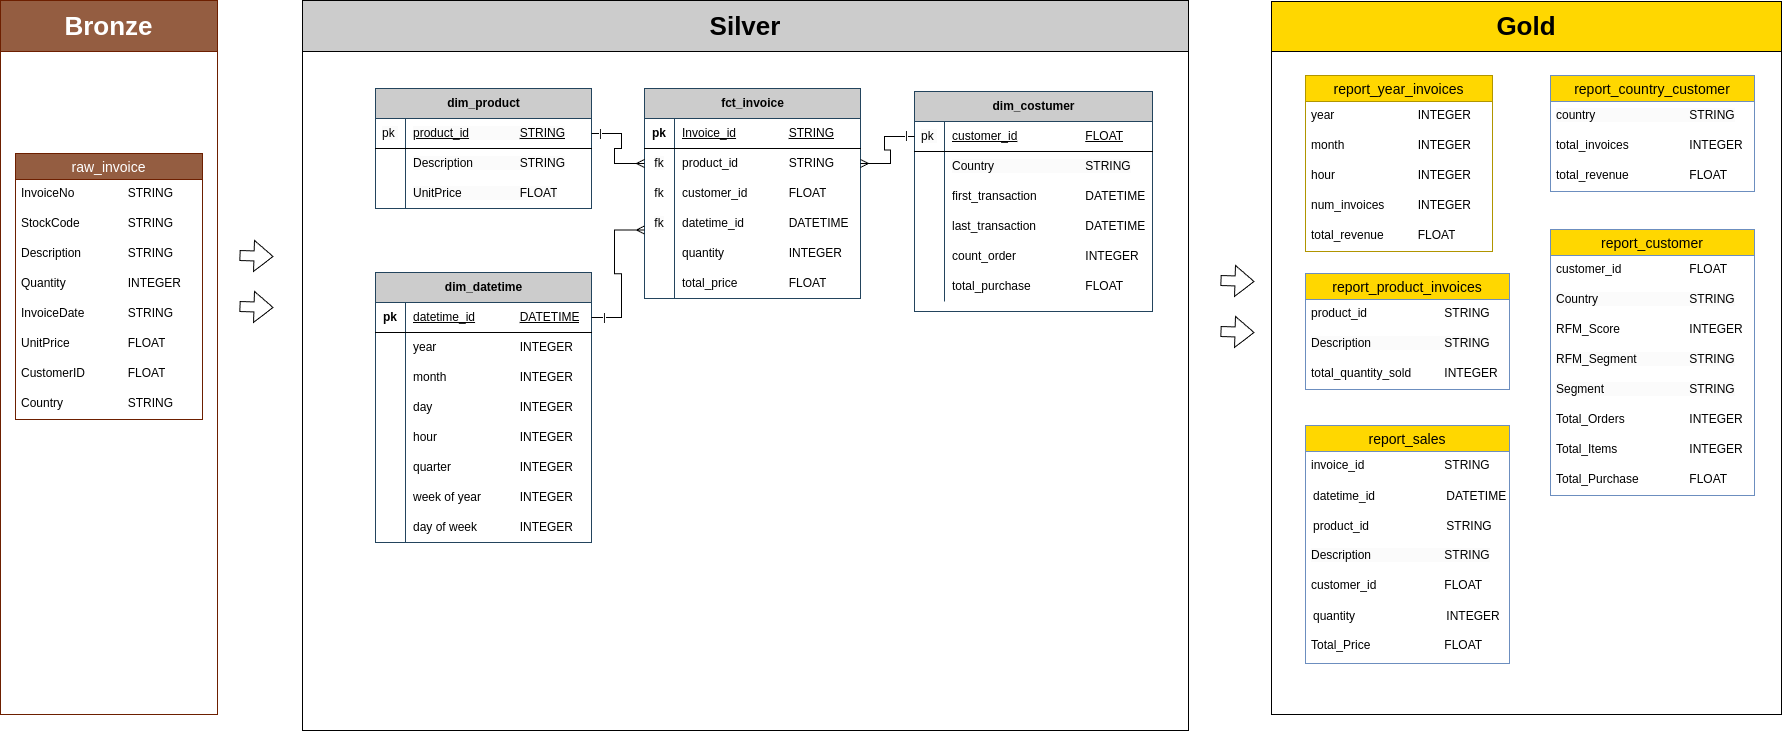 Bronze
raw_invoice
InvoiceNo STRING
StockCode STRING
Description STRING
Quantity INTEGER
InvoiceDate STRING
UnitPrice FLOAT
CustomerID FLOAT
Country STRING
Silver
dim_product
pk product_id STRING
Description STRING
UnitPrice FLOAT
fct_invoice
pk Invoice_id STRING
fk product_id STRING
fk customer_id FLOAT
fk datetime_id DATETIME
quantity INTEGER
total_price FLOAT
dim_costumer
pk customer_id FLOAT
Country STRING
first_transaction DATETIME
last_transaction DATETIME
count_order INTEGER
total_purchase FLOAT
dim_datetime
pk datetime_id DATETIME
year INTEGER
month INTEGER
day INTEGER
hour INTEGER
quarter INTEGER
week of year INTEGER
day of week INTEGER
Gold
report_year_invoices
year INTEGER
month INTEGER
hour INTEGER
num_invoices INTEGER
total_revenue FLOAT
report_country_customer
country STRING
total_invoices INTEGER
total_revenue FLOAT
report_product_invoices
product_id STRING
Description STRING
total_quantity_sold INTEGER
report_customer
customer_id FLOAT
Country STRING
RFM_Score INTEGER
RFM_Segment STRING
Segment STRING
Total_Orders INTEGER
Total_Items INTEGER
Total_Purchase FLOAT
report_sales
invoice_id STRING
datetime_id DATETIME
product_id STRING
Description STRING
customer_id FLOAT
quantity INTEGER
Total_Price FLOAT